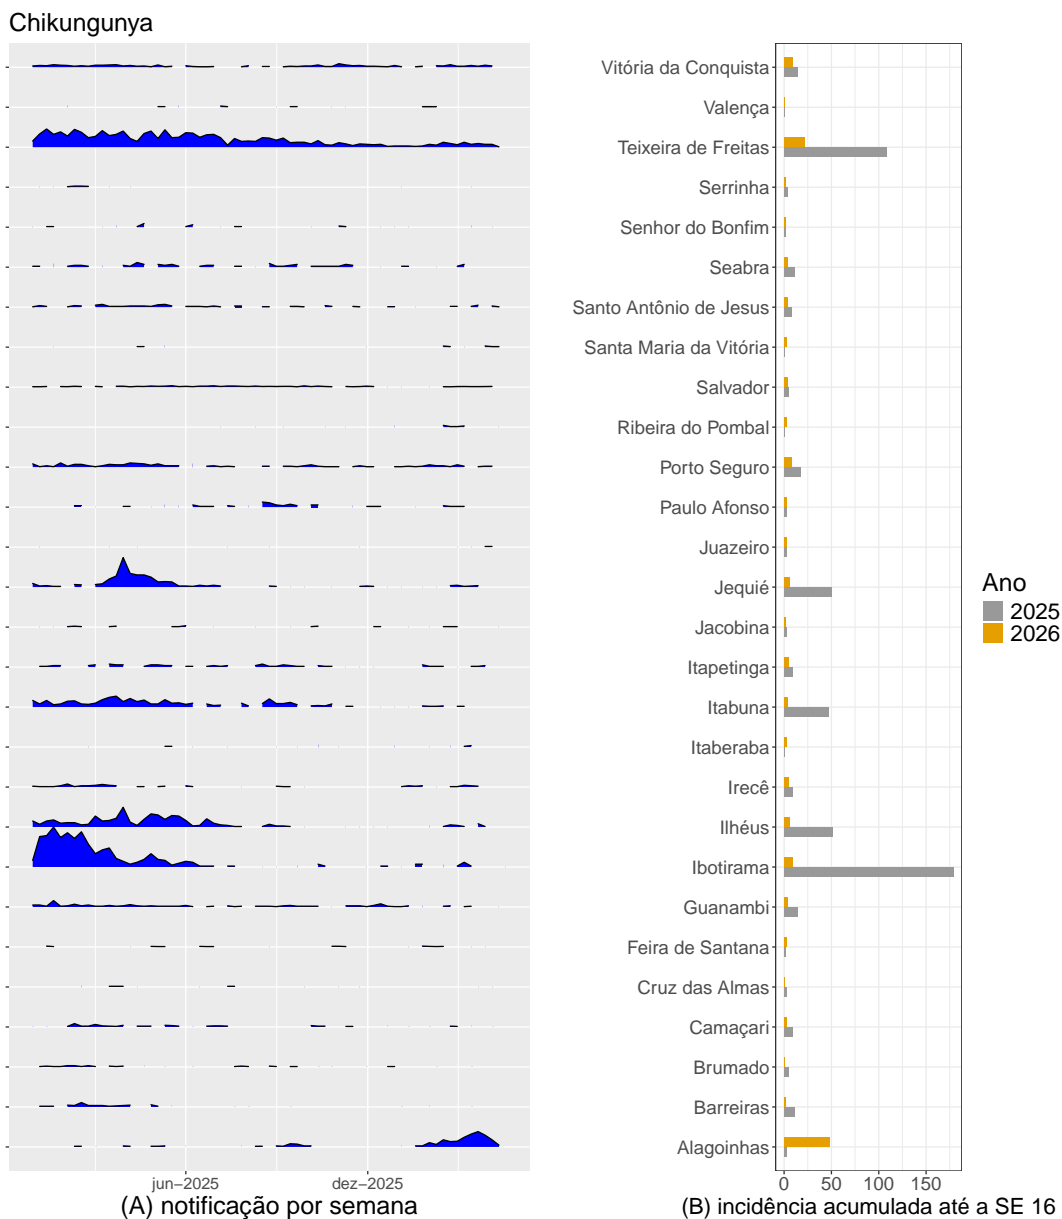 Chikungunya
Vitória da Conquista
Valença
Teixeira de Freitas
Serrinha
Senhor do Bonfim
Seabra
Santo Antônio de Jesus
Santa Maria da Vitória
Salvador
Ribeira do Pombal
Porto Seguro
Paulo Afonso
Juazeiro
Jequié
Jacobina
Itapetinga
Itabuna
Itaberaba
Irecê
Ilhéus
Ibotirama
Guanambi
Feira de Santana
Cruz das Almas
Camaçari
Brumado
Barreiras
Alagoinhas
Ano
2025
2026
jun−2025 dez−2025
(A) notificação por semana
0 50 100 150
(B) incidência acumulada até a SE 16